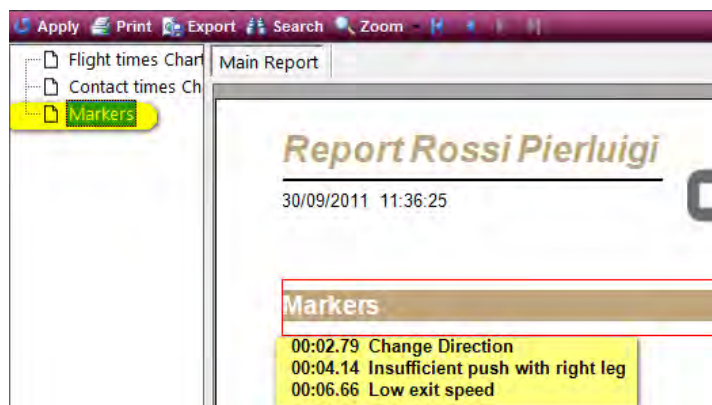 Apply Print Export Search Zoom
Flight times Chart
Contact times Ch
Markers
Main Report
Report Rossi Pierluigi
30/09/2011 11:36:25
Markers
00:02.79 Change Direction
00:04.14 Insufficient push with right leg
00:06.66 Low exit speed